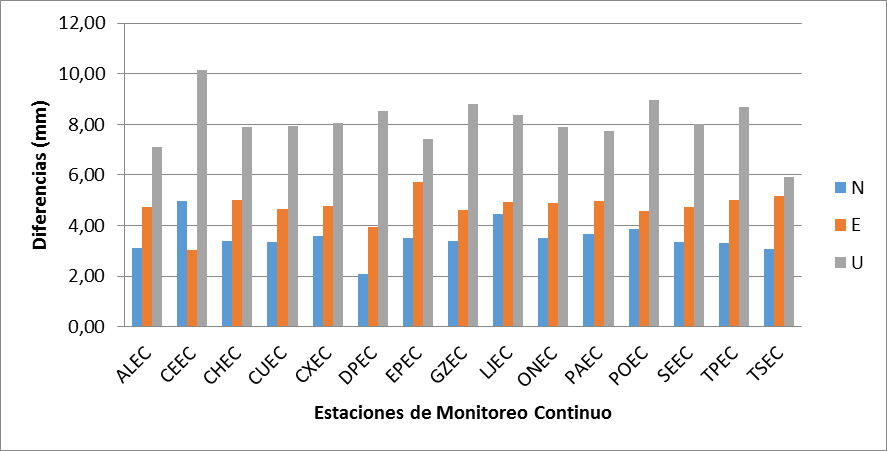 12,00
10,00
8,00
6,00
4,00
2,00
0,00
Diferencias (mm)
ALEC
CEEC
CHEC
CUEC
CXEC
DPEC
EPEC
GZEC
LJEC
ONEC
PAEC
POEC
SEEC
TPEC
TSEC
Estaciones de Monitoreo Continuo
N
E
U